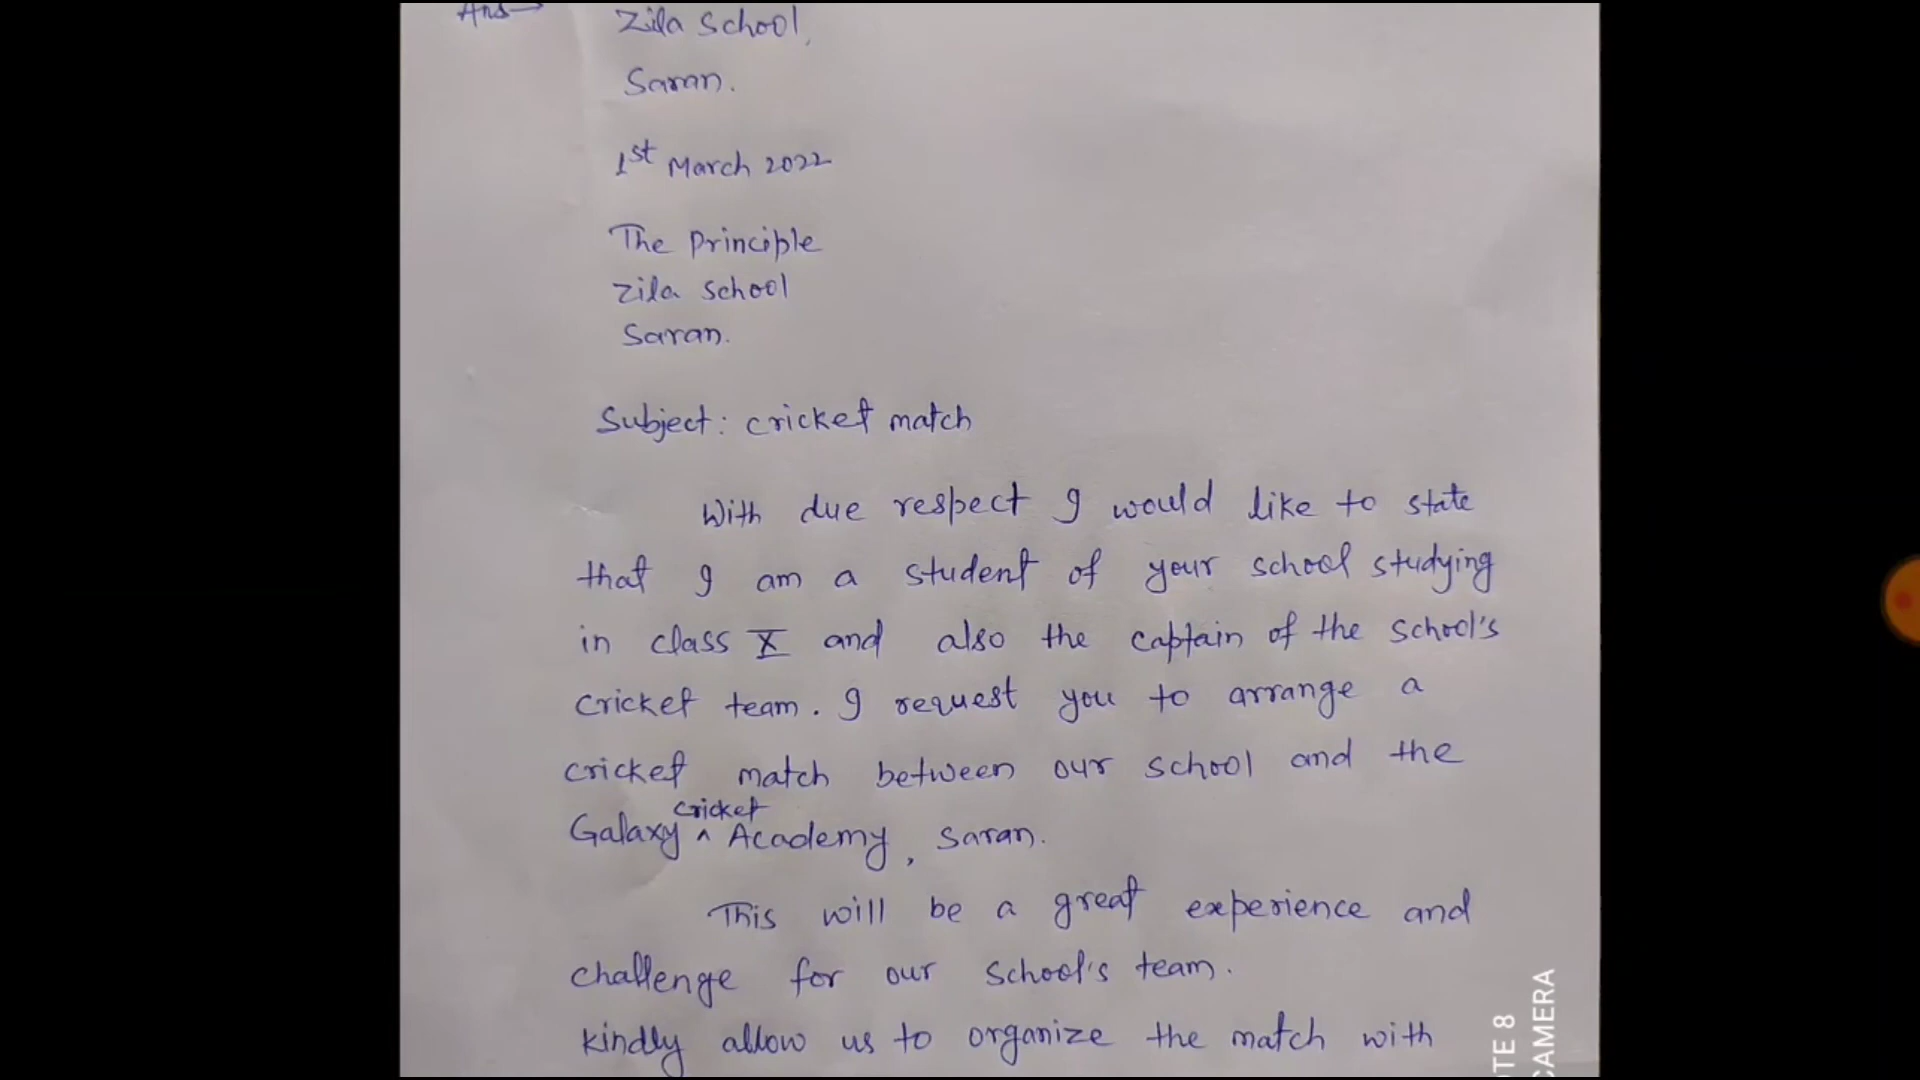 Ans→ Zila School,
Saran.
1st March 2022
The Principle
Zila School
Saran.
Subject: cricket match
With due respect I would like to state
that I am a student of your school studying
in class X and also the captain of the school's
cricket team. I request you to arrange a
cricket match between our school and the
Galaxy ^ cricket Academy, Saran.
This will be a great experience and
challenge for our school's team.
kindly allow us to organize the match with
OTE 8
CAMERA